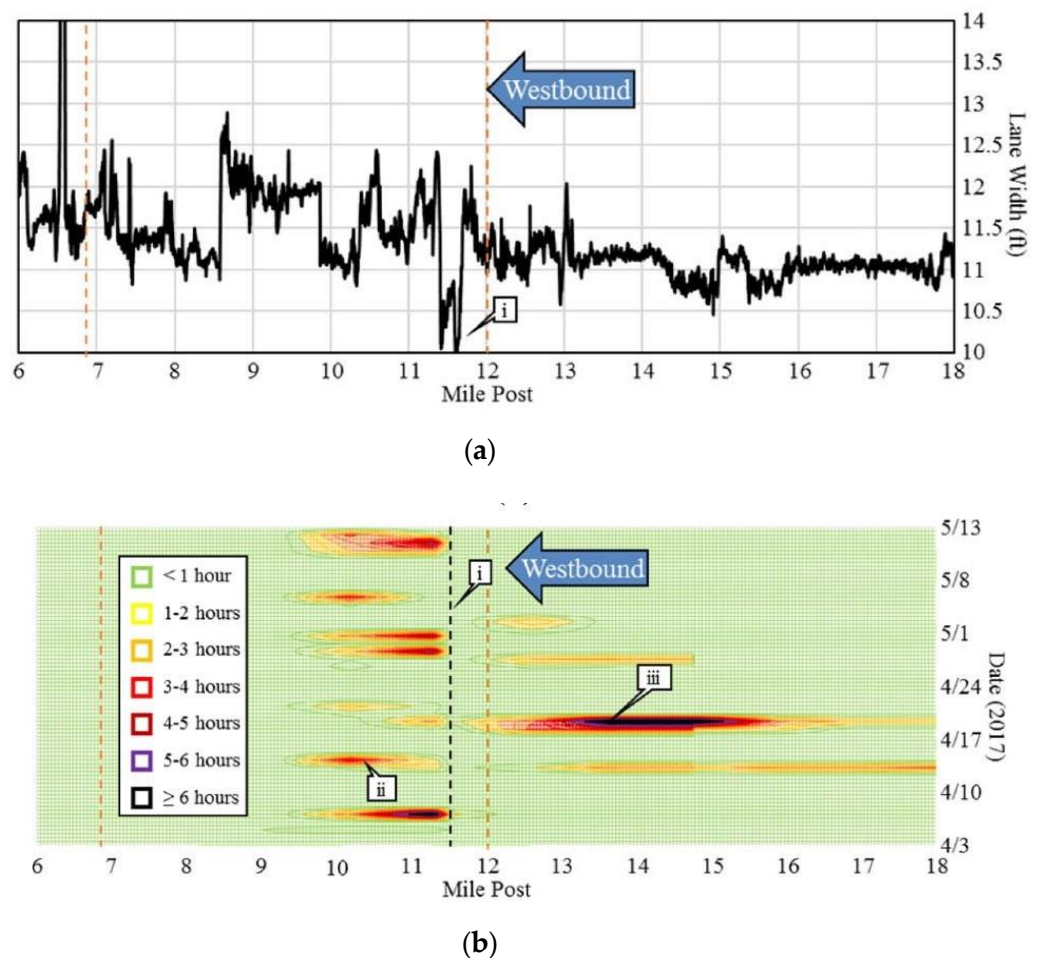 14
13.5
13
12.5
12
11.5
11
10.5
10
Lane Width (ft)
Westbound
i
6 7 8 9 10 11 12 13 14 15 16 17 18
Mile Post
(a)
5/13
5/8
5/1
4/24
4/17
4/10
4/3
Date (2017)
Westbound
i
iii
ii
< 1 hour
1-2 hours
2-3 hours
3-4 hours
4-5 hours
5-6 hours
≥ 6 hours
6 7 8 9 10 11 12 13 14 15 16 17 18
Mile Post
(b)